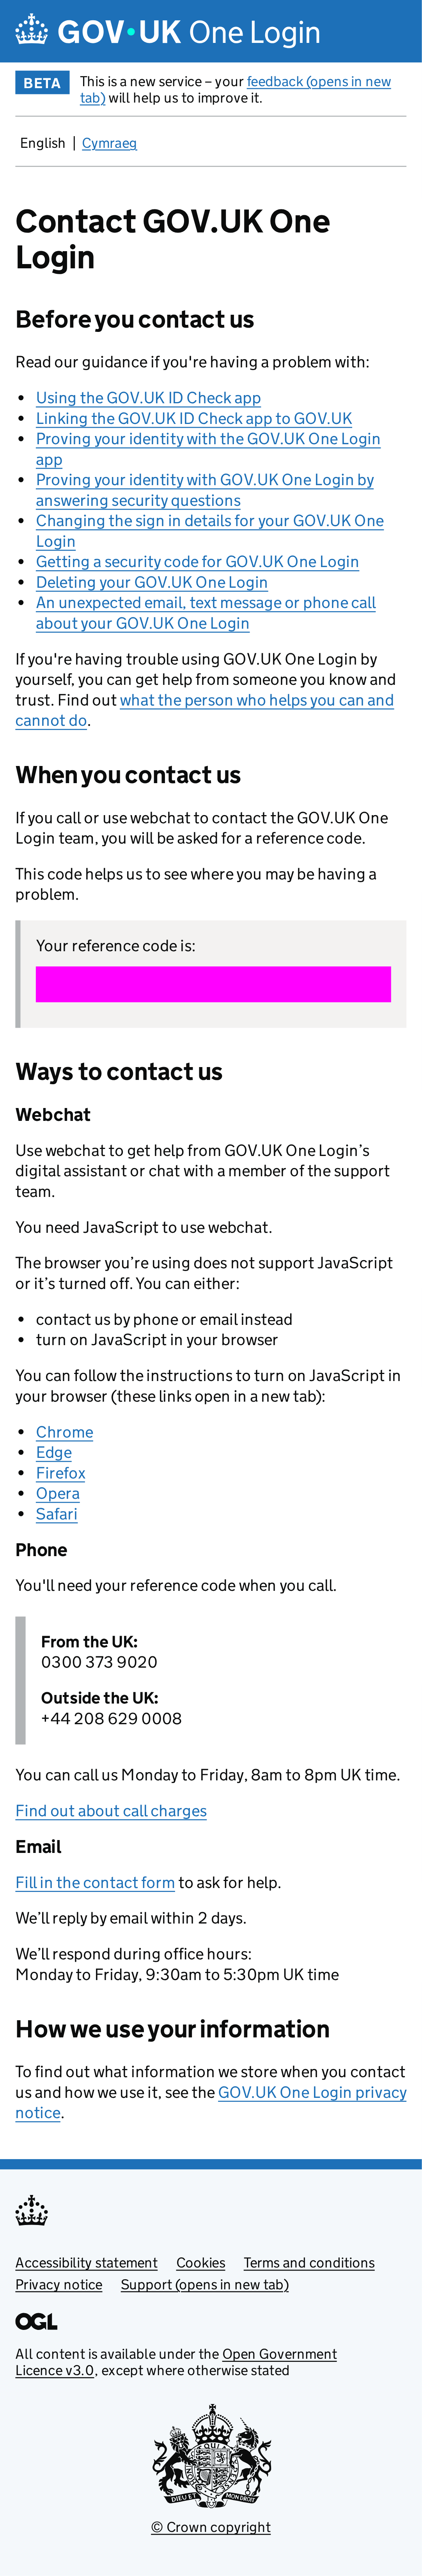 GOV·UK One Login
BETA
This is a new service – your feedback (opens in new
tab) will help us to improve it.
English | Cymraeg
Contact GOV.UK One
Login
Before you contact us
Read our guidance if you're having a problem with:
• Using the GOV.UK ID Check app
• Linking the GOV.UK ID Check app to GOV.UK
• Proving your identity with the GOV.UK One Login
app
• Proving your identity with GOV.UK One Login by
answering security questions
• Changing the sign in details for your GOV.UK One
Login
• Getting a security code for GOV.UK One Login
• Deleting your GOV.UK One Login
• An unexpected email, text message or phone call
about your GOV.UK One Login
If you're having trouble using GOV.UK One Login by
yourself, you can get help from someone you know and
trust. Find out what the person who helps you can and
cannot do.
When you contact us
If you call or use webchat to contact the GOV.UK One
Login team, you will be asked for a reference code.
This code helps us to see where you may be having a
problem.
Your reference code is:
Ways to contact us
Webchat
Use webchat to get help from GOV.UK One Login’s
digital assistant or chat with a member of the support
team.
You need JavaScript to use webchat.
The browser you’re using does not support JavaScript
or it’s turned off. You can either:
• contact us by phone or email instead
• turn on JavaScript in your browser
You can follow the instructions to turn on JavaScript in
your browser (these links open in a new tab):
• Chrome
• Edge
• Firefox
• Opera
• Safari
Phone
You'll need your reference code when you call.
From the UK:
0300 373 9020
Outside the UK:
+44 208 629 0008
You can call us Monday to Friday, 8am to 8pm UK time.
Find out about call charges
Email
Fill in the contact form to ask for help.
We’ll reply by email within 2 days.
We’ll respond during office hours:
Monday to Friday, 9:30am to 5:30pm UK time
How we use your information
To find out what information we store when you contact
us and how we use it, see the GOV.UK One Login privacy
notice.
Accessibility statement Cookies Terms and conditions
Privacy notice Support (opens in new tab)
OGL
All content is available under the Open Government
Licence v3.0, except where otherwise stated
DIEU ET MON DROIT
© Crown copyright